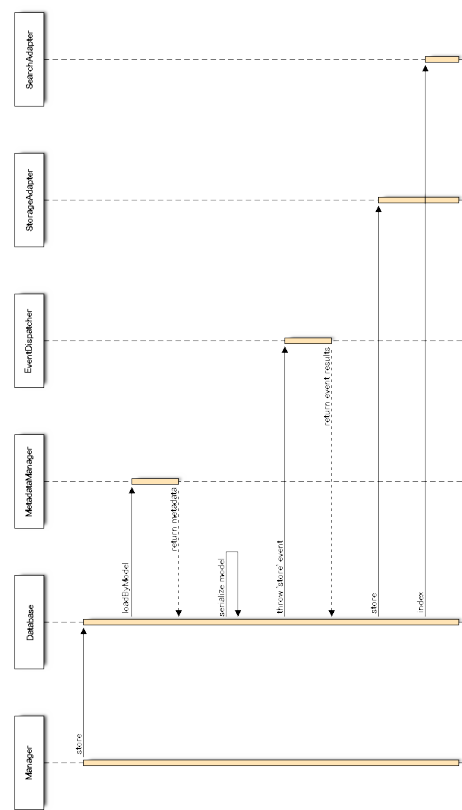 Manager
Database
MetadataManager
EventDispatcher
StorageAdapter
SearchAdapter
store
loadByModel
return metadata
serialize model
throw 'store' event
return event results
store
index